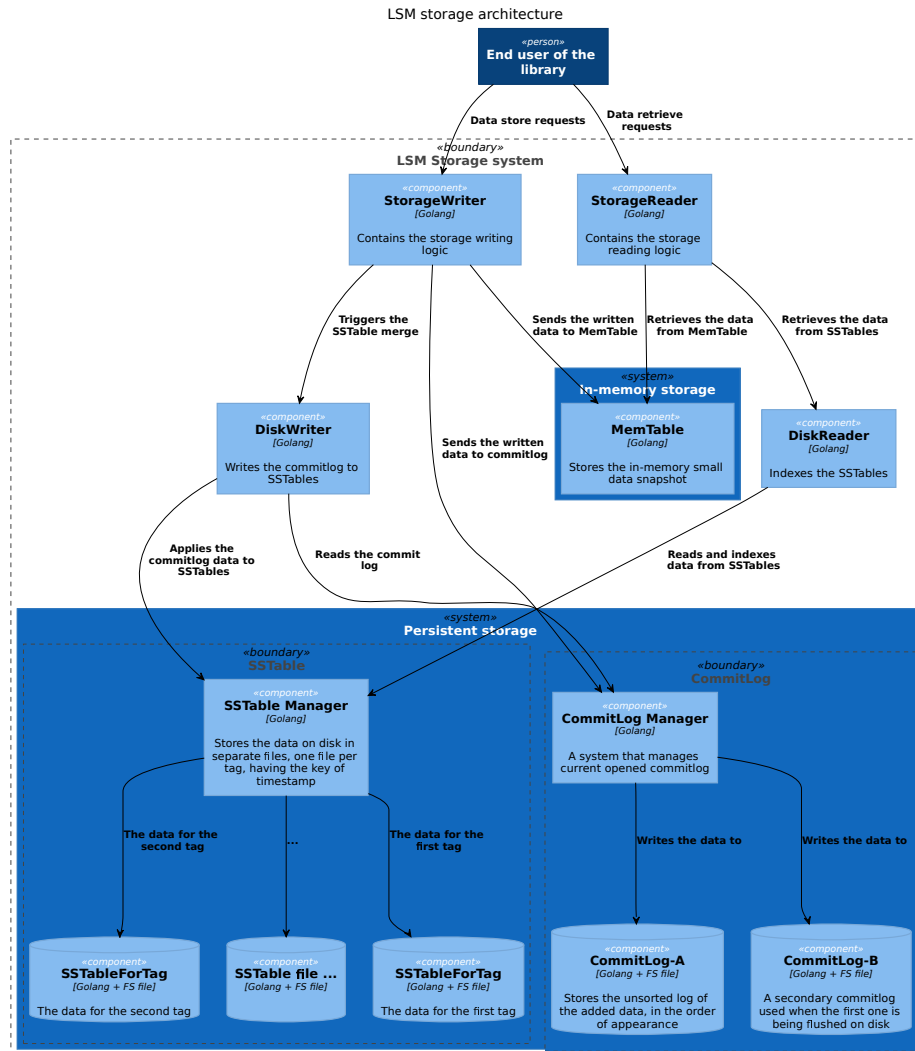 LSM storage architecture
«person»
End user of the
library
Data store requests
Data retrieve
requests
«boundary»
LSM Storage system
«component»
StorageWriter
[Golang]
Contains the storage writing
logic
«component»
StorageReader
[Golang]
Contains the storage
reading logic
Triggers the
SSTable merge
Sends the written
data to MemTable
Retrieves the data
from MemTable
Retrieves the data
from SSTables
«system»
In-memory storage
«component»
MemTable
[Golang]
Stores the in-memory small
data snapshot
«component»
DiskWriter
[Golang]
Writes the commitlog to
SSTables
Sends the written
data to commitlog
«component»
DiskReader
[Golang]
Indexes the SSTables
Applies the
commitlog data to
SSTables
Reads the commit
log
Reads and indexes
data from SSTables
«system»
Persistent storage
«boundary»
SSTable
«boundary»
CommitLog
«component»
SSTable Manager
[Golang]
Stores the data on disk in
separate files, one file per
tag, having the key of
timestamp
«component»
CommitLog Manager
[Golang]
A system that manages
current opened commitlog
The data for the
second tag
...
The data for the
first tag
Writes the data to
Writes the data to
«component»
SSTableForTag
[Golang + FS file]
The data for the second tag
«component»
SSTable file ...
[Golang + FS file]
«component»
SSTableForTag
[Golang + FS file]
The data for the first tag
«component»
CommitLog-A
[Golang + FS file]
Stores the unsorted log of
the added data, in the order
of appearance
«component»
CommitLog-B
[Golang + FS file]
A secondary commitlog
used when the first one is
being flushed on disk